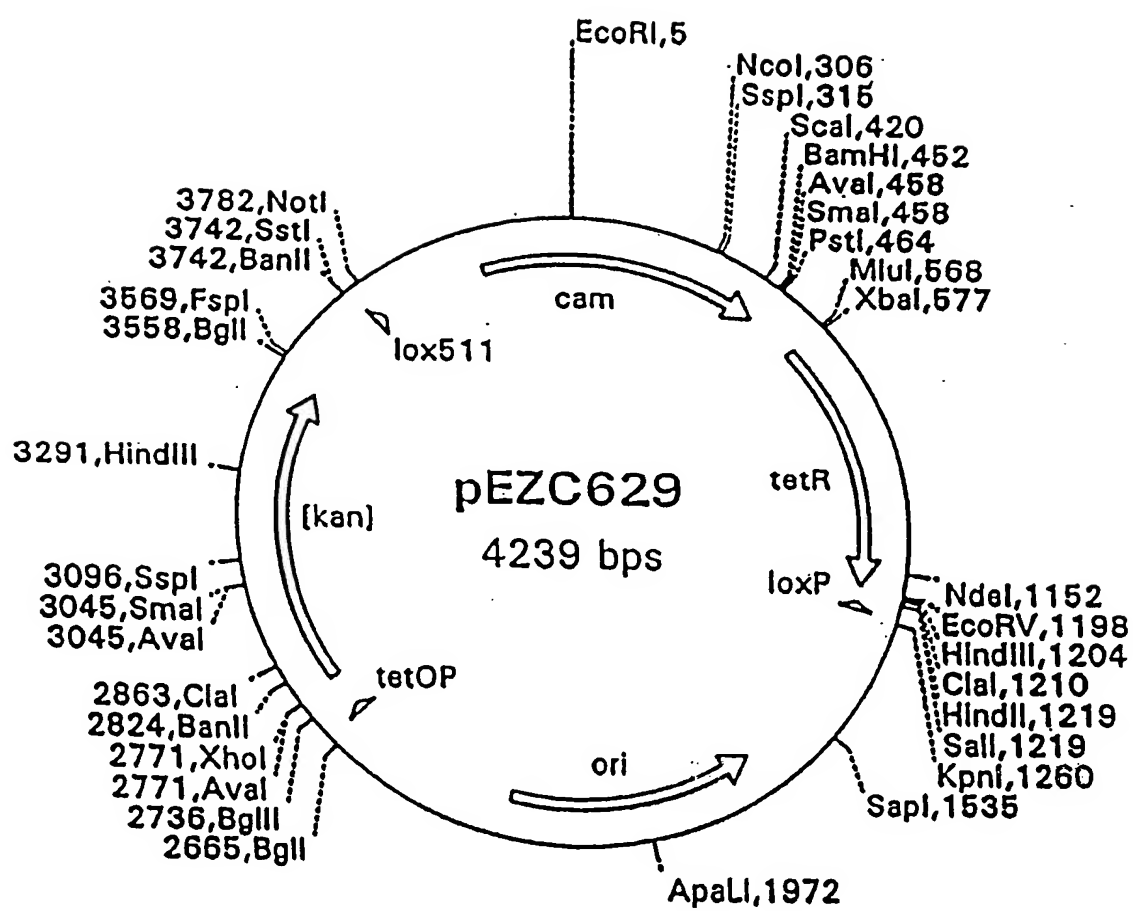 EcoRI,5
NcoI,306
SspI,315
ScaI,420
BamHI,452
AvaI,458
SmaI,458
PstI,464
MluI,568
XbaI,577
3782,NotI
3742,SstI
3742,BanII
3569,FspI
3558,BglI
cam
lox511
3291,HindIII
[kan]
pEZC629
4239 bps
tetR
loxP
3096,SspI
3045,SmaI
3045,AvaI
NdeI,1152
EcoRV,1198
HindIII,1204
ClaI,1210
HindII,1219
SalI,1219
KpnI,1260
SapI,1535
tetOP
2863,ClaI
2824,BanII
2771,XhoI
2771,AvaI
2736,BglII
2665,BglI
ori
ApaLI,1972